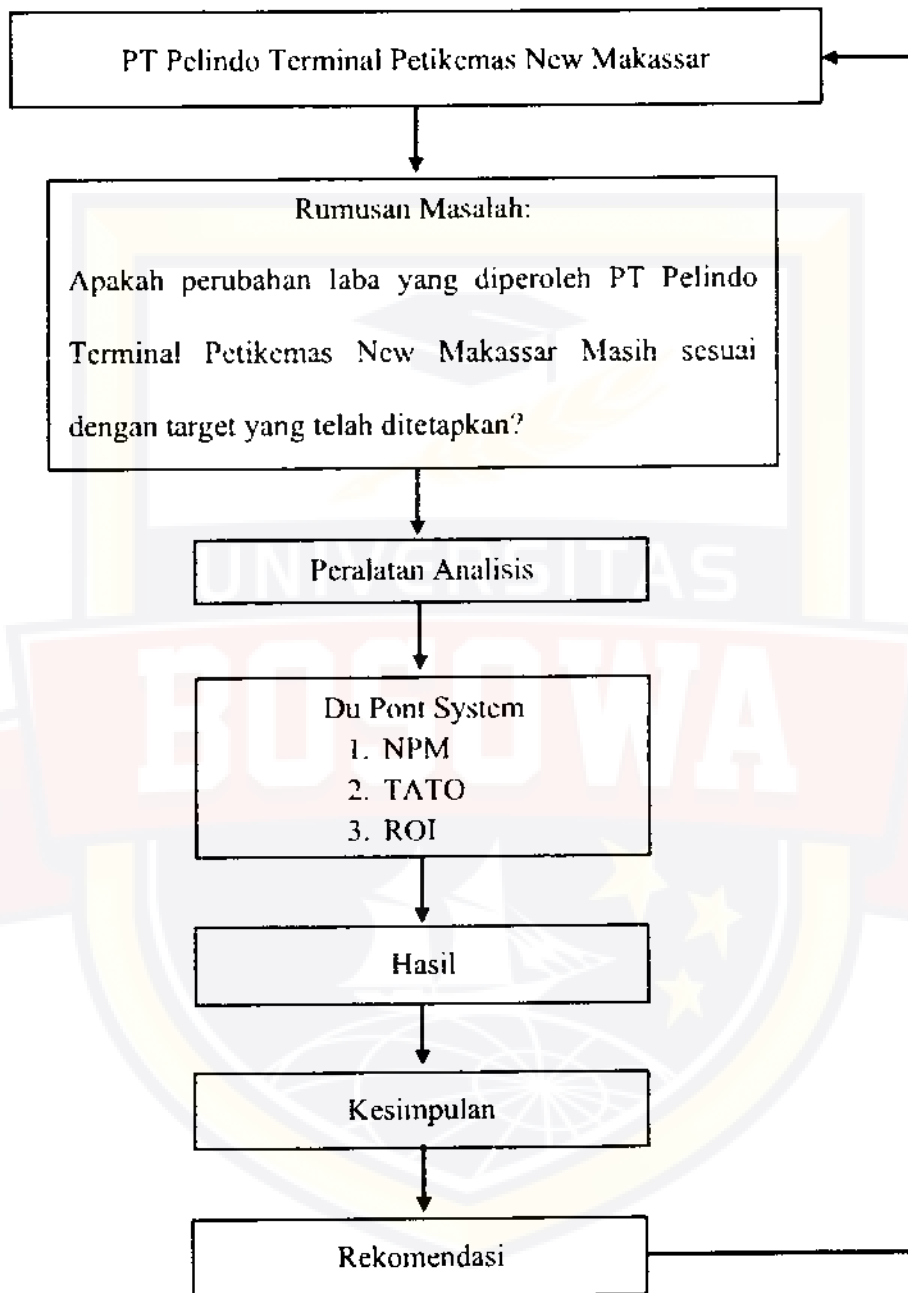 PT Pelindo Terminal Petikemas New Makassar
Rumusan Masalah:
Apakah perubahan laba yang diperoleh PT Pelindo
Terminal Petikemas New Makassar Masih sesuai
dengan target yang telah ditetapkan?
UNIVERSITAS
Peralatan Analisis
BOSOWA
Du Pont System
1. NPM
2. TATO
3. ROI
Hasil
Kesimpulan
Rekomendasi